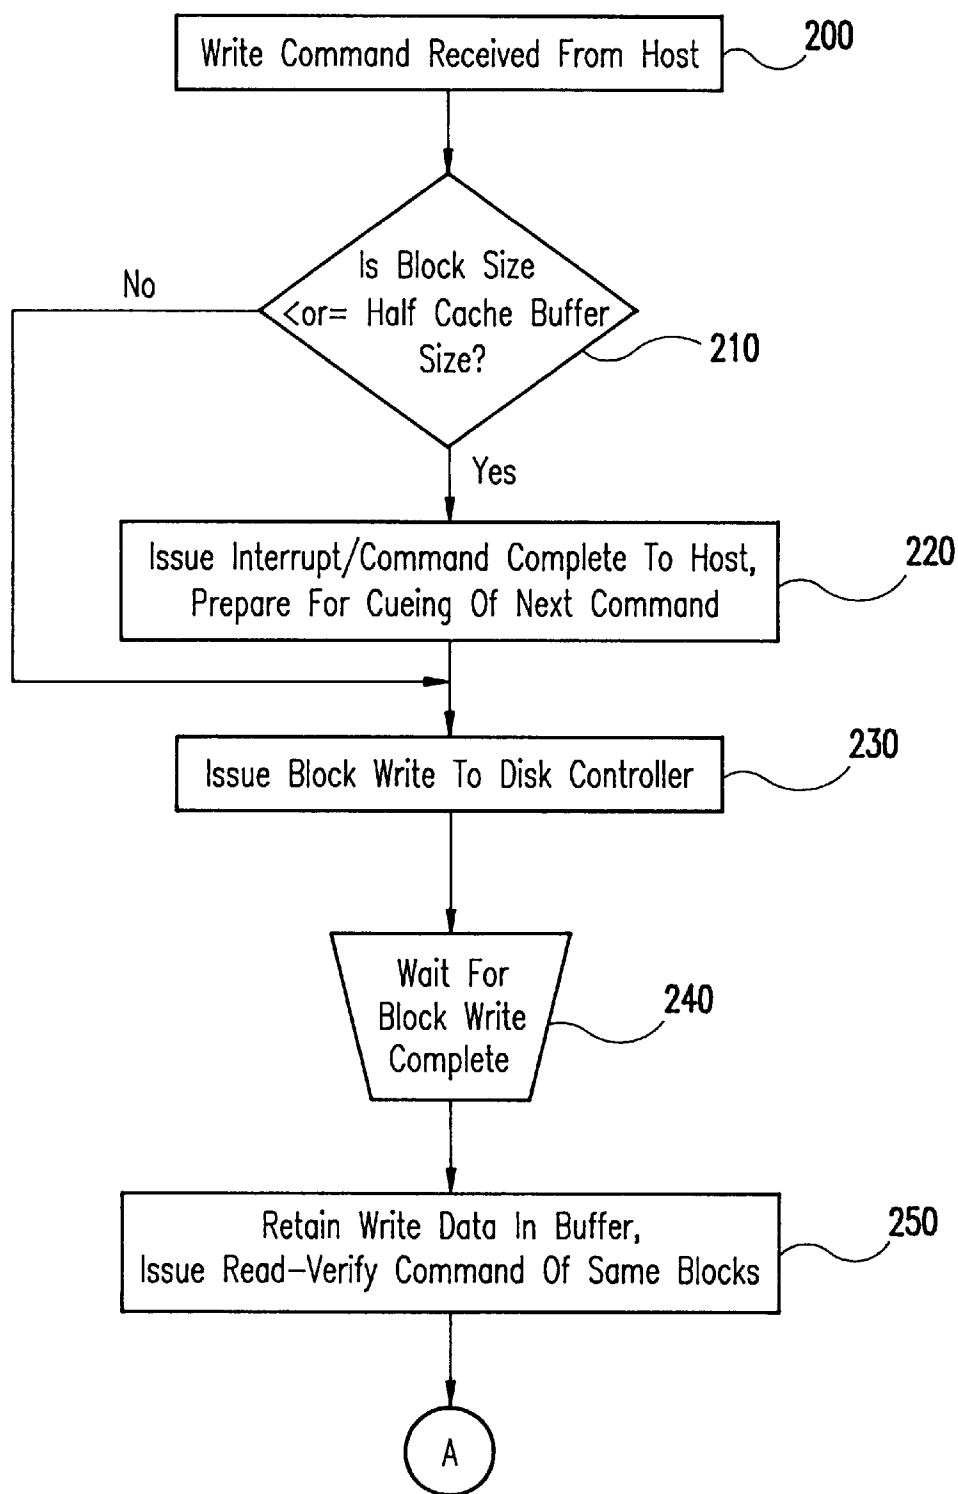 Write Command Received From Host
200
Is Block Size
<or= Half Cache Buffer
Size?
No
210
Yes
Issue Interrupt/Command Complete To Host,
Prepare For Cueing Of Next Command
220
Issue Block Write To Disk Controller
230
Wait For
Block Write
Complete
240
Retain Write Data In Buffer,
Issue Read-Verify Command Of Same Blocks
250
A